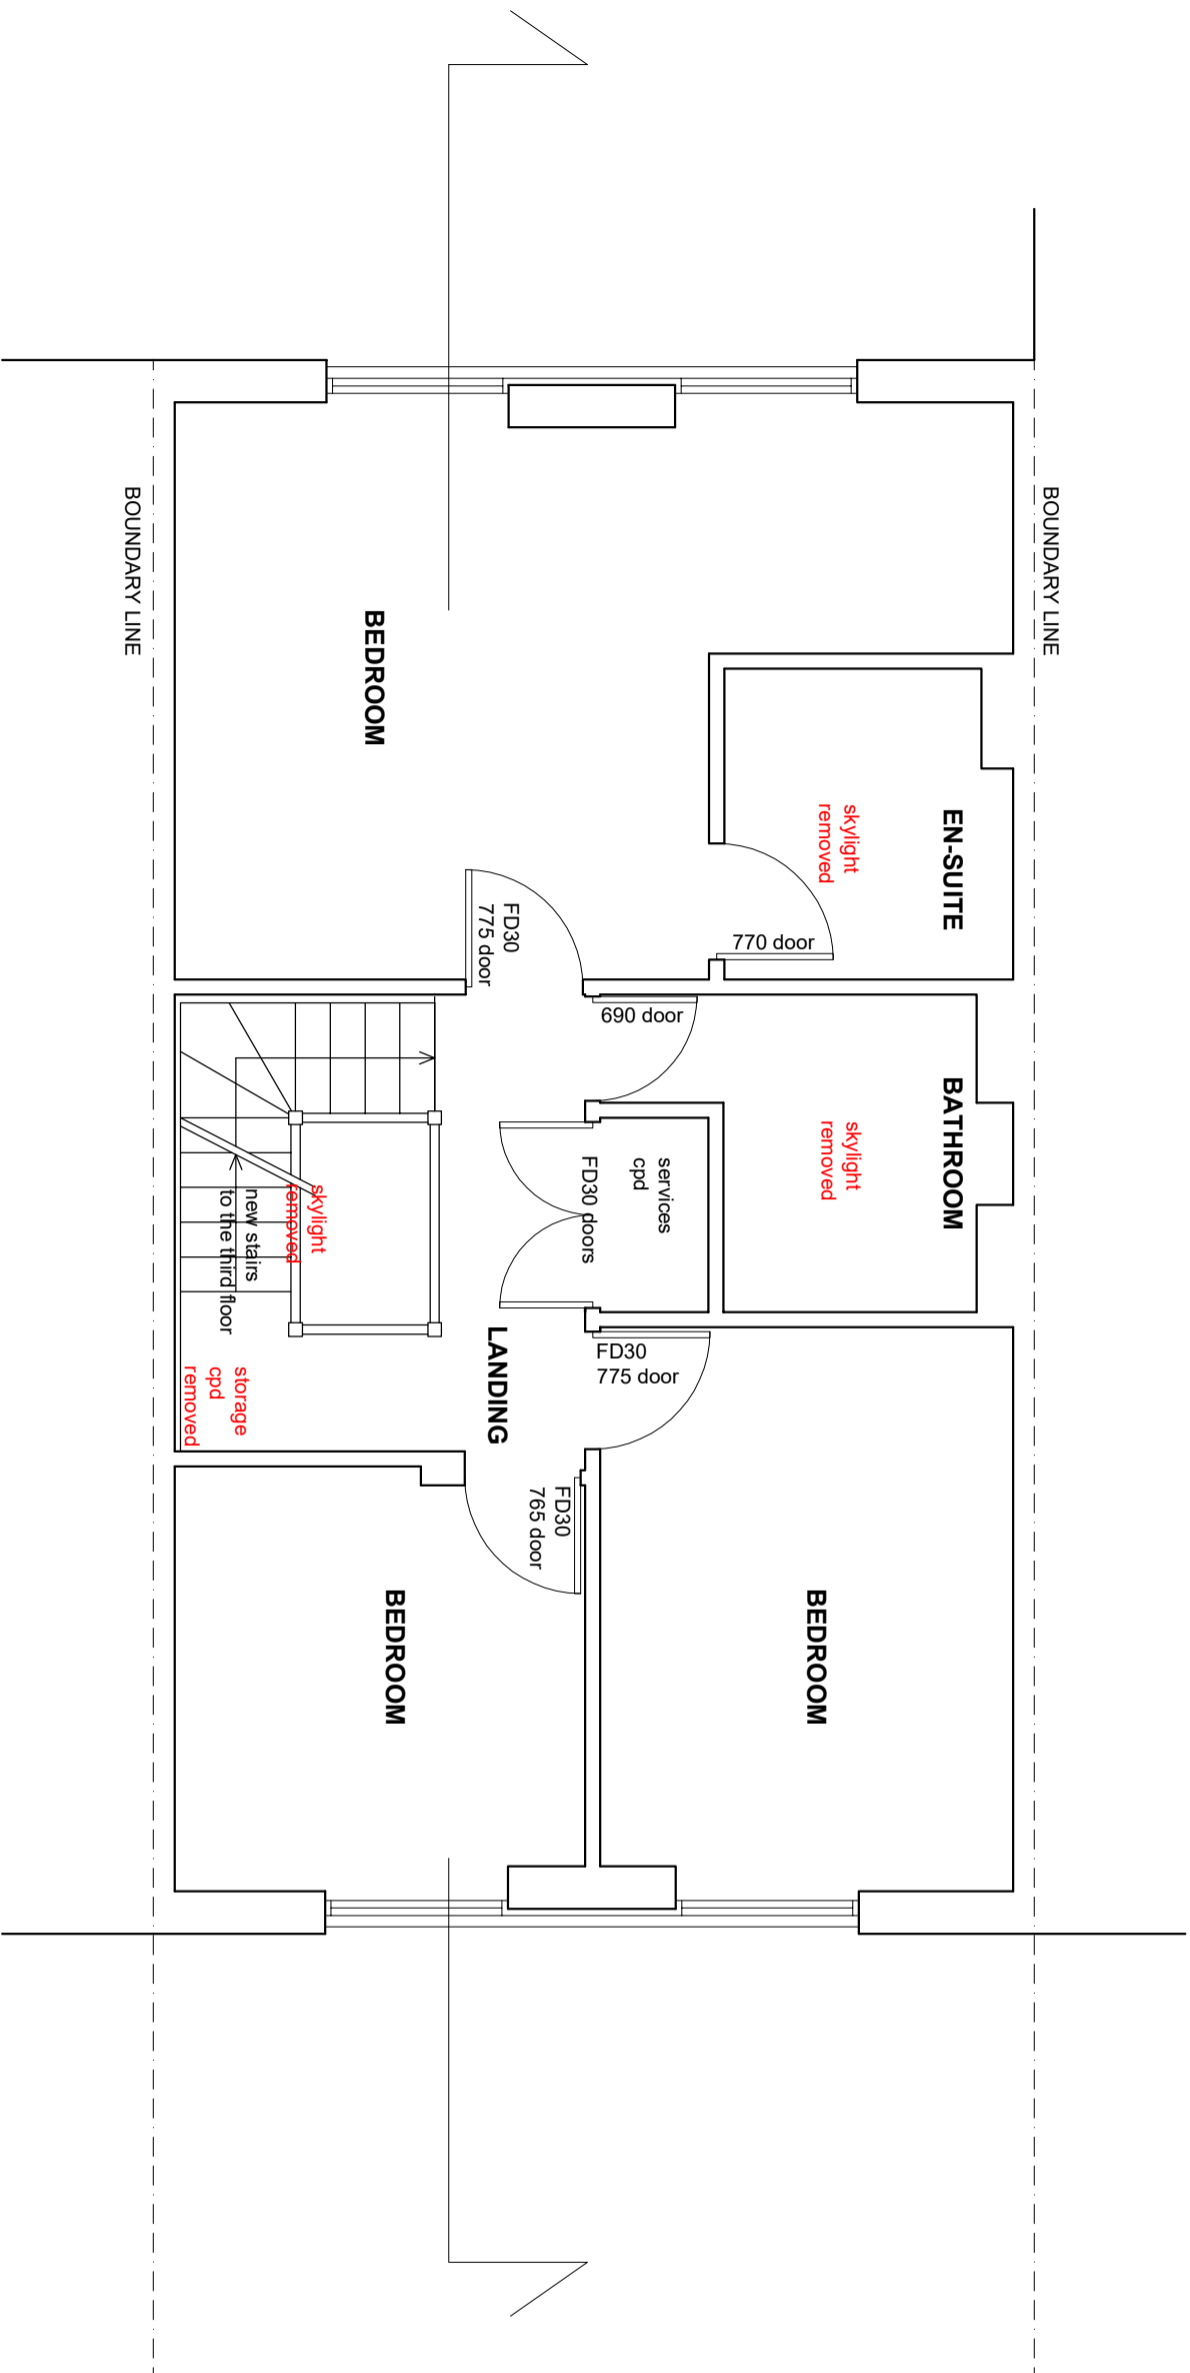 BOUNDARY LINE
BOUNDARY LINE
BEDROOM
EN-SUITE
skylight
removed
770 door
FD30
775 door
690 door
BATHROOM
skylight
removed
services
cpd
FD30 doors
skylight
removed
new stairs
to the third floor
LANDING
storage
cpd
removed
FD30
775 door
FD30
765 door
BEDROOM
BEDROOM